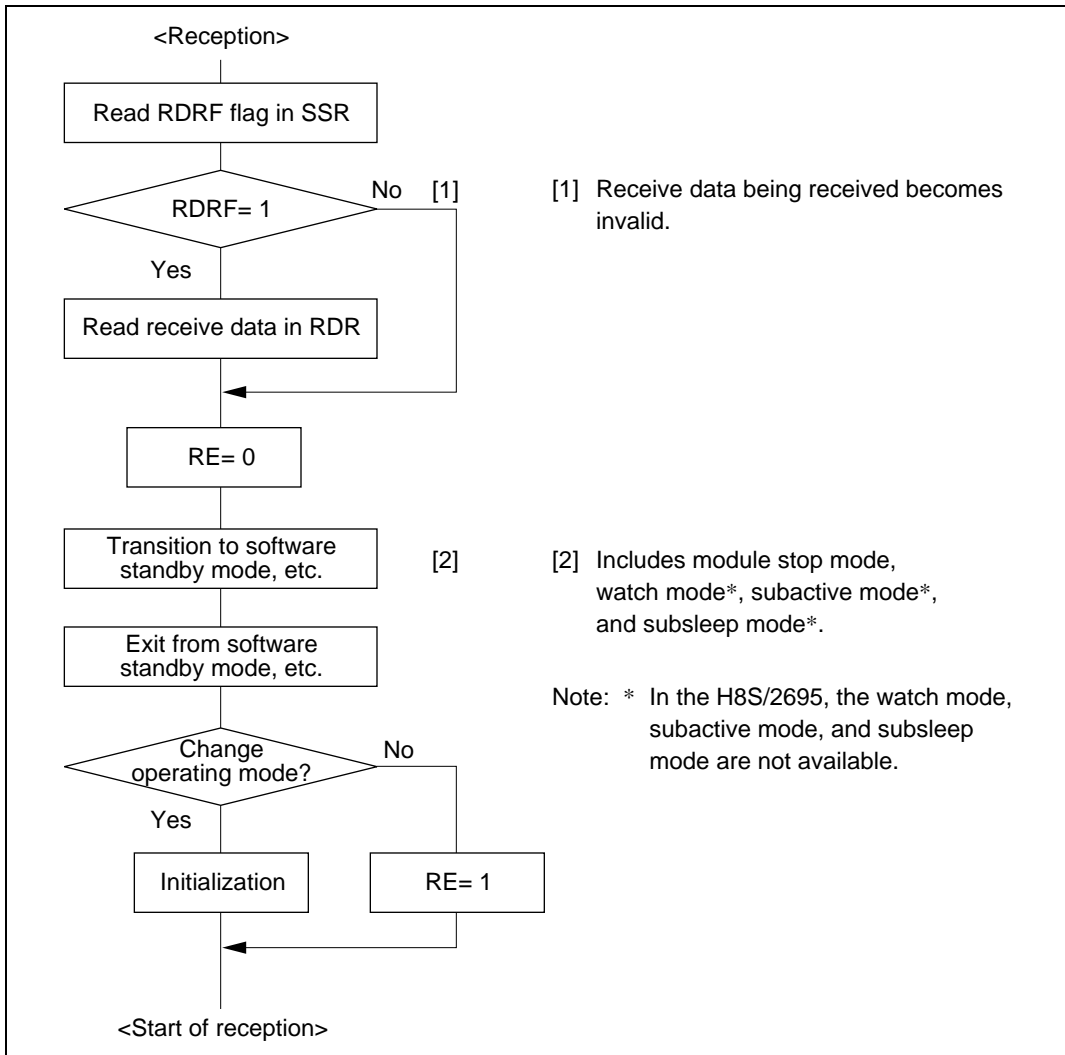 <Reception>
Read RDRF flag in SSR
No [1]
[1] Receive data being received becomes
invalid.
RDRF= 1
Yes
Read receive data in RDR
RE= 0
Transition to software
standby mode, etc.
[2]
[2] Includes module stop mode,
watch mode*, subactive mode*,
and subsleep mode*.
Exit from software
standby mode, etc.
Note: * In the H8S/2695, the watch mode,
subactive mode, and subsleep
mode are not available.
Change
operating mode?
No
Yes
Initialization
RE= 1
<Start of reception>